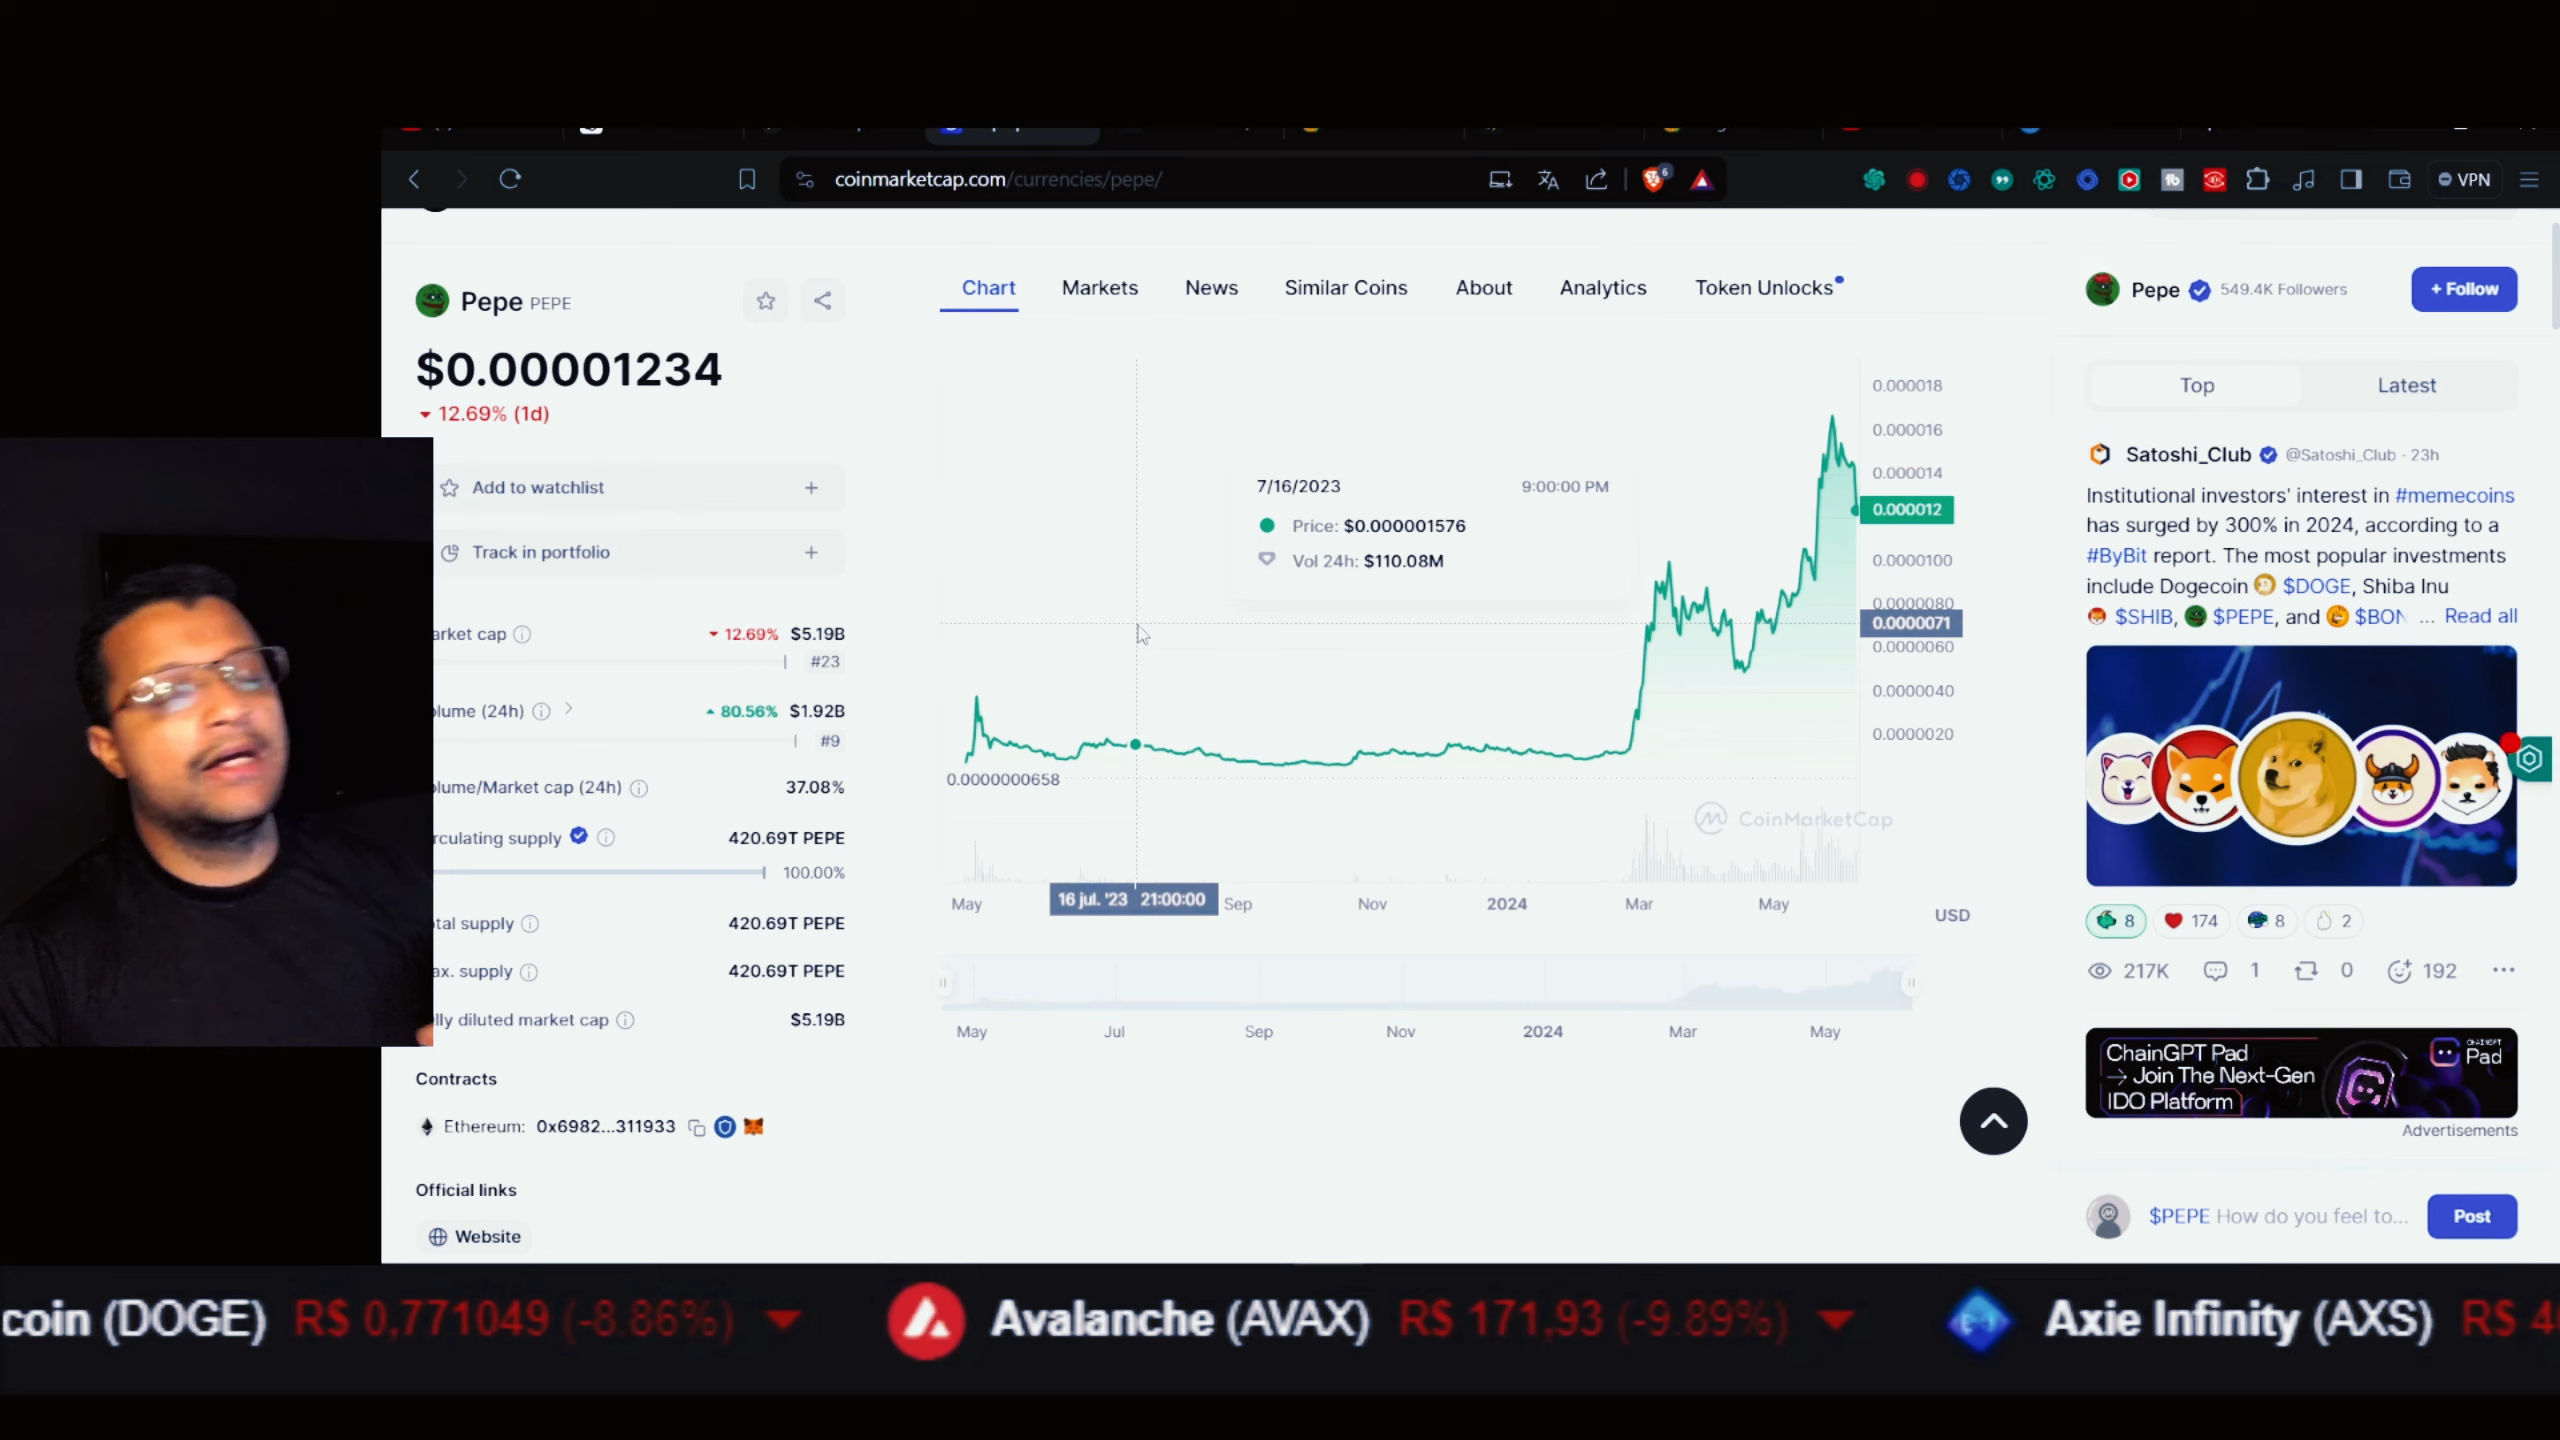 coinmarketcap.com/currencies/pepe/
6
VPN
Pepe PEPE
$0.00001234
12.69% (1d)
Add to watchlist +
Track in portfolio +
arket cap 12.69% $5.19B
#23
lume (24h) 80.56% $1.92B
#9
lume/Market cap (24h) 37.08%
rculating supply 420.69T PEPE
100.00%
tal supply 420.69T PEPE
ax. supply 420.69T PEPE
lly diluted market cap $5.19B
Contracts
Ethereum: 0x6982...311933
Official links
Website
Chart Markets News Similar Coins About Analytics Token Unlocks
7/16/2023 9:00:00 PM
Price: $0.000001576
Vol 24h: $110.08M
0.000018
0.000016
0.000014
0.000012
0.0000100
0.0000080
0.0000071
0.0000060
0.0000040
0.0000020
0.0000000658
CoinMarketCap
May 16 jul. '23 21:00:00 Sep Nov 2024 Mar May
USD
May Jul Sep Nov 2024 Mar May
Pepe 549.4K Followers + Follow
Top Latest
Satoshi_Club @Satoshi_Club · 23h
Institutional investors' interest in #memecoins
has surged by 300% in 2024, according to a
#ByBit report. The most popular investments
include Dogecoin $DOGE, Shiba Inu
$SHIB, $PEPE, and $BON ... Read all
8 174 8 2
217K 1 0 192 ...
ChainGPT Pad
→ Join The Next-Gen
IDO Platform
CHAINGPT
Pad
Advertisements
$PEPE How do you feel to... Post
coin (DOGE) R$ 0,771049 (-8.86%) Avalanche (AVAX) R$ 171,93 (-9.89%) Axie Infinity (AXS) R$ 4